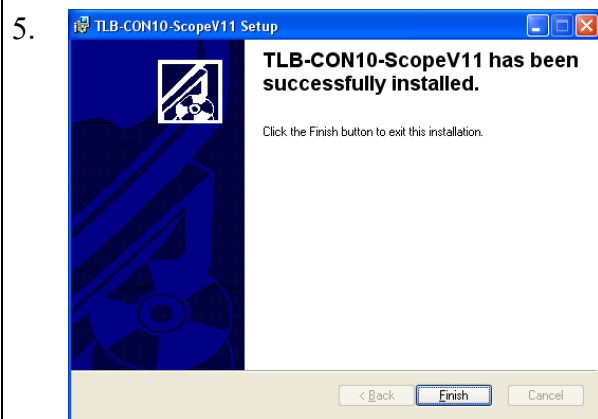 5.
TLB-CON10-ScopeV11 Setup
TLB-CON10-ScopeV11 has been
successfully installed.
Click the Finish button to exit this installation.
< Back Finish Cancel